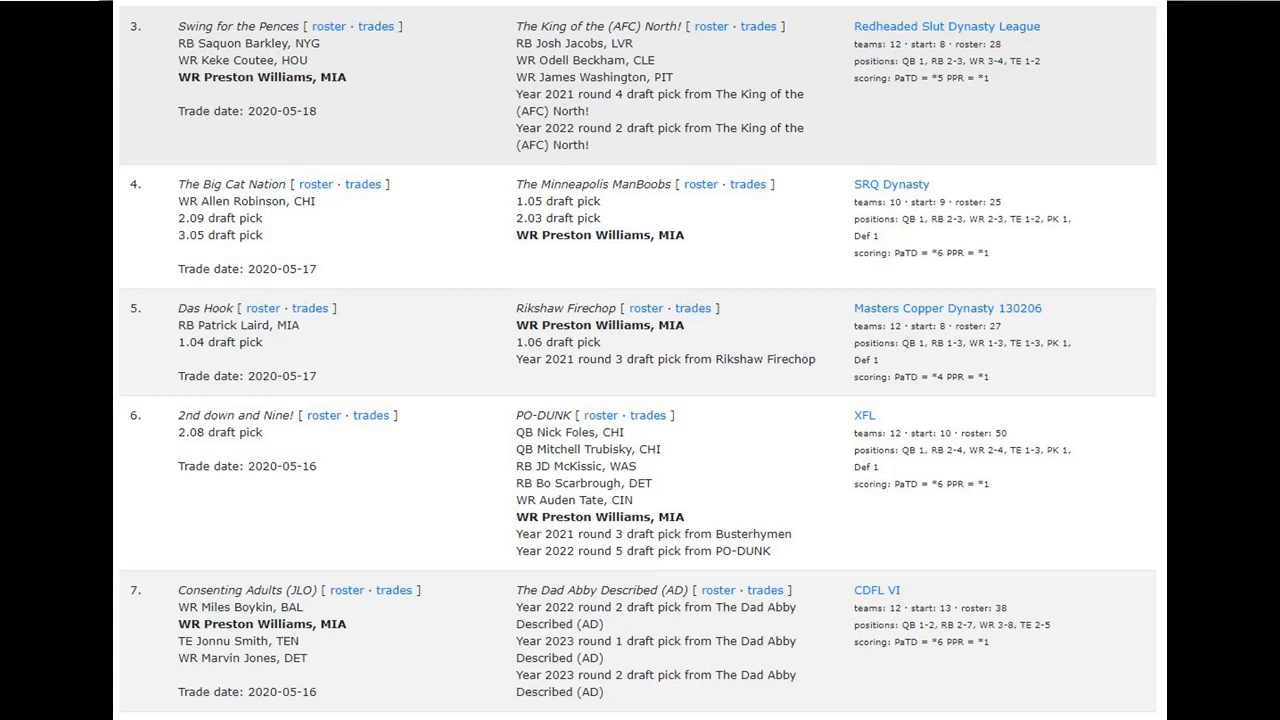 3.
Swing for the Pences [ roster · trades ]
RB Saquon Barkley, NYG
WR Keke Coutee, HOU
WR Preston Williams, MIA
Trade date: 2020-05-18
The King of the (AFC) North! [ roster · trades ]
RB Josh Jacobs, LVR
WR Odell Beckham, CLE
WR James Washington, PIT
Year 2021 round 4 draft pick from The King of the
(AFC) North!
Year 2022 round 2 draft pick from The King of the
(AFC) North!
Redheaded Slut Dynasty League
teams: 12 · start: 8 · roster: 28
positions: QB 1, RB 2-3, WR 3-4, TE 1-2
scoring: PaTD = *5 PPR = *1
4.
The Big Cat Nation [ roster · trades ]
WR Allen Robinson, CHI
2.09 draft pick
3.05 draft pick
Trade date: 2020-05-17
The Minneapolis ManBoobs [ roster · trades ]
1.05 draft pick
2.03 draft pick
WR Preston Williams, MIA
SRQ Dynasty
teams: 10 · start: 9 · roster: 25
positions: QB 1, RB 2-3, WR 2-3, TE 1-2, PK 1,
Def 1
scoring: PaTD = *6 PPR = *1
5.
Das Hook [ roster · trades ]
RB Patrick Laird, MIA
1.04 draft pick
Trade date: 2020-05-17
Rikshaw Firechop [ roster · trades ]
WR Preston Williams, MIA
1.06 draft pick
Year 2021 round 3 draft pick from Rikshaw Firechop
Masters Copper Dynasty 130206
teams: 12 · start: 8 · roster: 27
positions: QB 1, RB 1-3, WR 1-3, TE 1-3, PK 1,
Def 1
scoring: PaTD = *4 PPR = *1
6.
2nd down and Nine! [ roster · trades ]
2.08 draft pick
Trade date: 2020-05-16
PO-DUNK [ roster · trades ]
QB Nick Foles, CHI
QB Mitchell Trubisky, CHI
RB JD McKissic, WAS
RB Bo Scarbrough, DET
WR Auden Tate, CIN
WR Preston Williams, MIA
Year 2021 round 3 draft pick from Busterhymen
Year 2022 round 5 draft pick from PO-DUNK
XFL
teams: 12 · start: 10 · roster: 50
positions: QB 1, RB 2-4, WR 2-4, TE 1-3, PK 1,
Def 1
scoring: PaTD = *6 PPR = *1
7.
Consenting Adults (JLO) [ roster · trades ]
WR Miles Boykin, BAL
WR Preston Williams, MIA
TE Jonnu Smith, TEN
WR Marvin Jones, DET
Trade date: 2020-05-16
The Dad Abby Described (AD) [ roster · trades ]
Year 2022 round 2 draft pick from The Dad Abby
Described (AD)
Year 2023 round 1 draft pick from The Dad Abby
Described (AD)
Year 2023 round 2 draft pick from The Dad Abby
Described (AD)
CDFL VI
teams: 12 · start: 13 · roster: 38
positions: QB 1-2, RB 2-7, WR 3-8, TE 2-5
scoring: PaTD = *6 PPR = *1